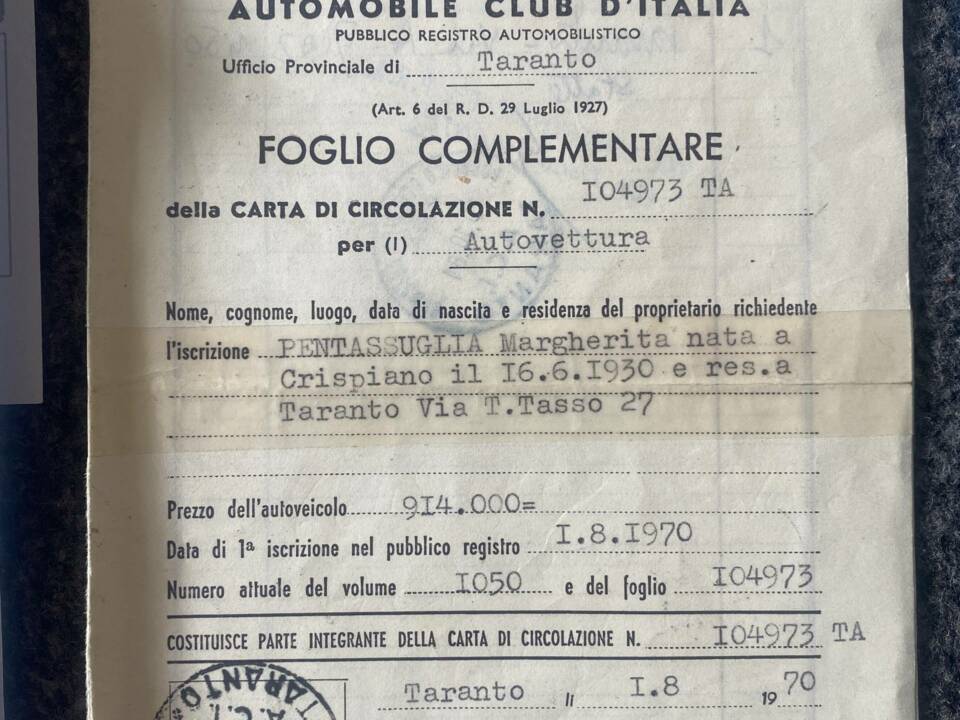 AUTOMOBILE CLUB D'ITALIA
PUBBLICO REGISTRO AUTOMOBILISTICO
Ufficio Provinciale di Taranto
(Art. 6 del R. D. 29 Luglio 1927)
FOGLIO COMPLEMENTARE
della CARTA DI CIRCOLAZIONE N. I04973 TA
per (I) Autovettura
Nome, cognome, luogo, data di nascita e residenza del proprietario richiedente
l'iscrizione PENTASSUGLIA Margherita nata a
Crispiano il I6.6.I930 e res.a
Taranto Via T.Tasso 27
Prezzo dell'autoveicolo 9I4.000=
Data di 1ª iscrizione nel pubblico registro I.8.I970
Numero attuale del volume I050 e del foglio I04973
COSTITUISCE PARTE INTEGRANTE DELLA CARTA DI CIRCOLAZIONE N. I04973 TA
Taranto li I.8 1970
TARANTO
A.C.I.